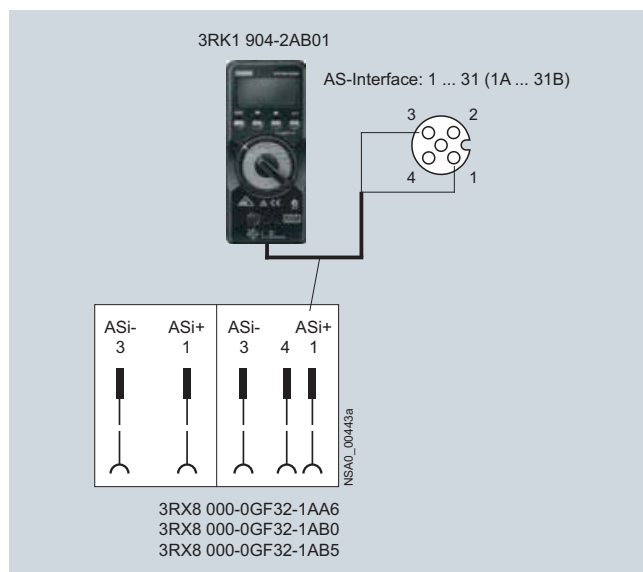 3RK1 904-2AB01
AS-Interface: 1 ... 31 (1A ... 31B)
3 2
4 1
ASi- ASi+ ASi- ASi+
3 1 3 4 1
NSA0_00443a
3RX8 000-0GF32-1AA6
3RX8 000-0GF32-1AB0
3RX8 000-0GF32-1AB5